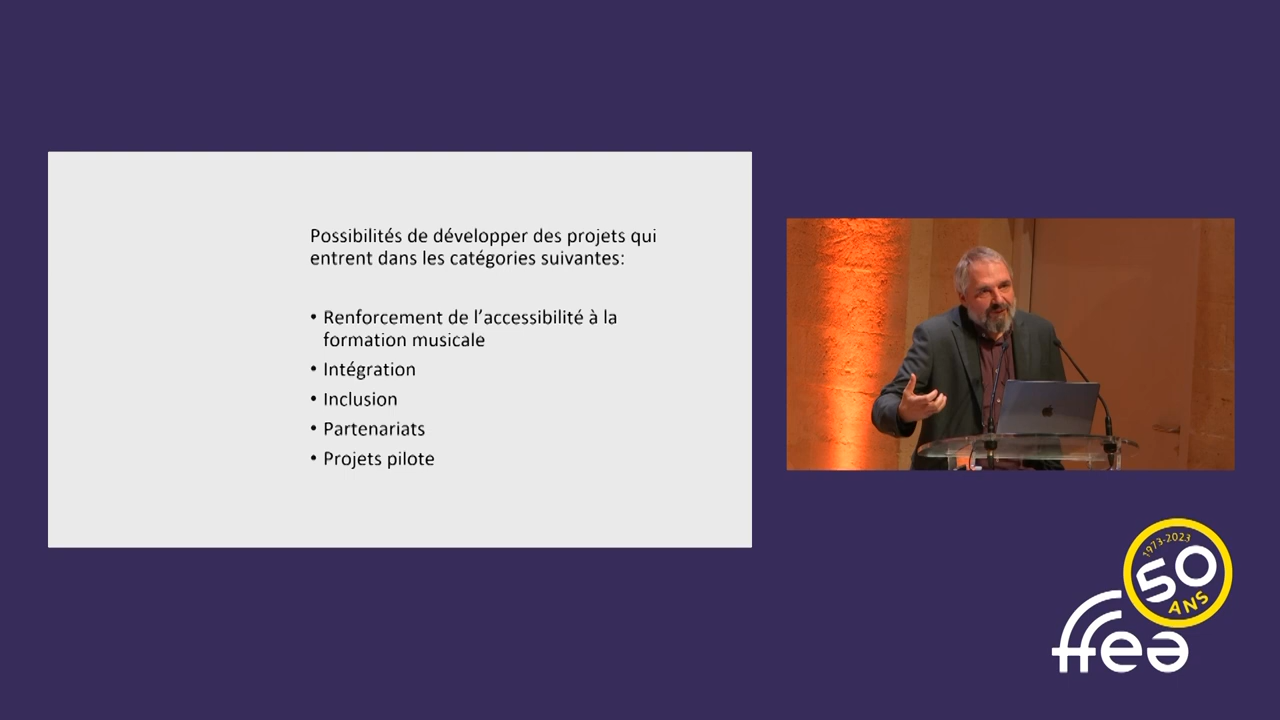 Possibilités de développer des projets qui
entrent dans les catégories suivantes:
• Renforcement de l’accessibilité à la
formation musicale
• Intégration
• Inclusion
• Partenariats
• Projets pilote
1973-2023
50
ANS
ffea